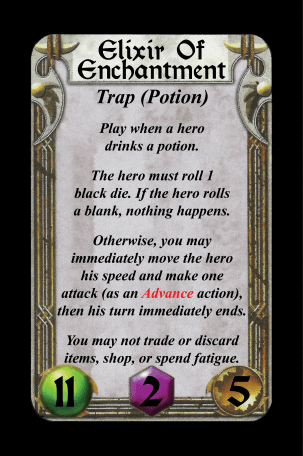 Elixir Of
Enchantment
Trap (Potion)
Play when a hero
drinks a potion.
The hero must roll 1
black die. If the hero rolls
a blank, nothing happens.
Otherwise, you may
immediately move the hero
his speed and make one
attack (as an Advance action),
then his turn immediately ends.
You may not trade or discard
items, shop, or spend fatigue.
11
2
5